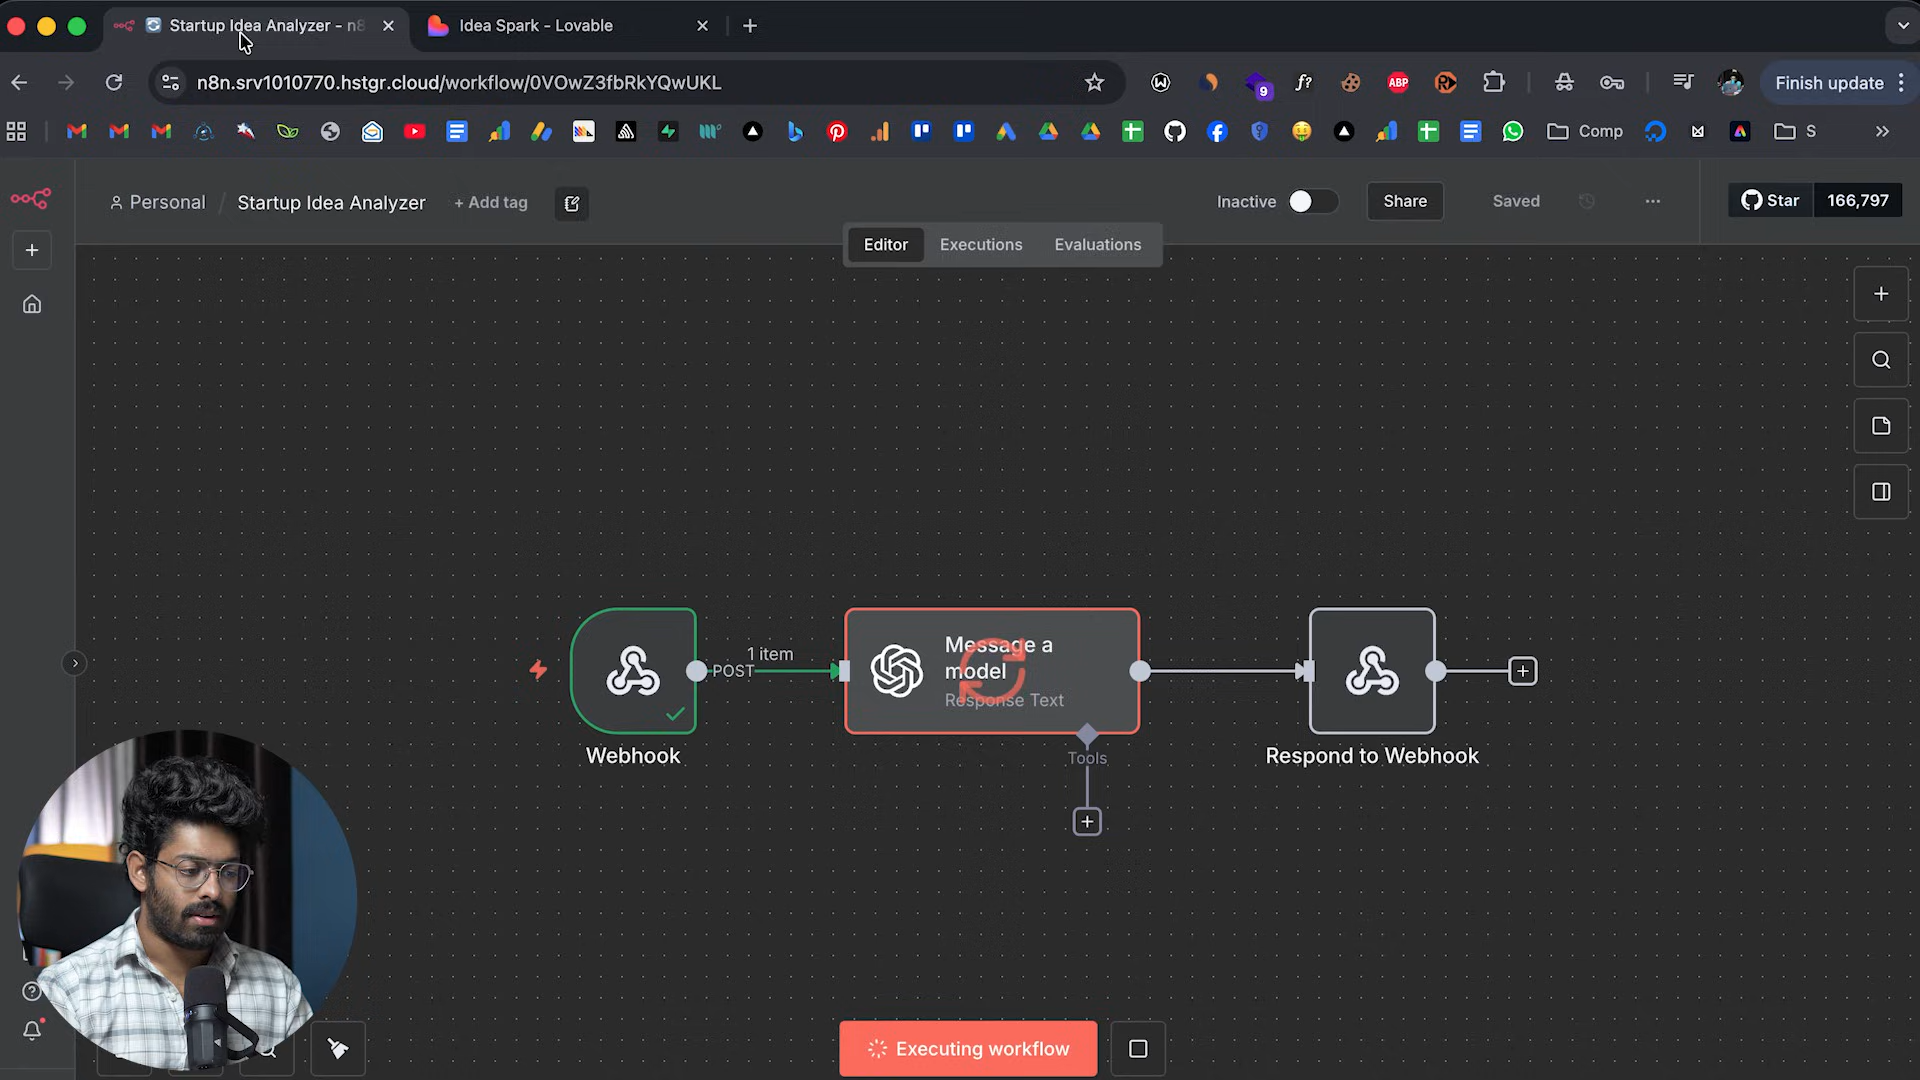 Startup Idea Analyzer - n8
Idea Spark - Lovable
n8n.srv1010770.hstgr.cloud/workflow/0VOwZ3fbRkYQwUKL
9
f?
ABP
Finish update
Comp
S
Personal / Startup Idea Analyzer
+ Add tag
Inactive
Share
Saved
Star
166,797
Editor
Executions
Evaluations
1 item
POST
Message a
model
Response Text
Webhook
Tools
Respond to Webhook
Executing workflow